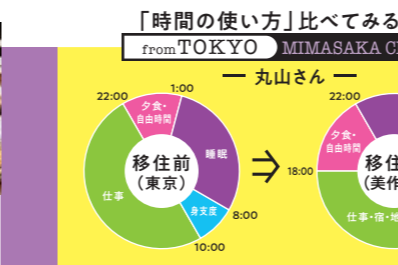 「時間の使い方」比べてみる
from TOKYO MIMASAKA C
丸山さん
22:00
1:00
夕食・
自由時間
睡眠
移住前
(東京)
仕事
身支度
8:00
10:00
22:00
夕食・
自由時間
18:00
移住
(美作
仕事・宿・地